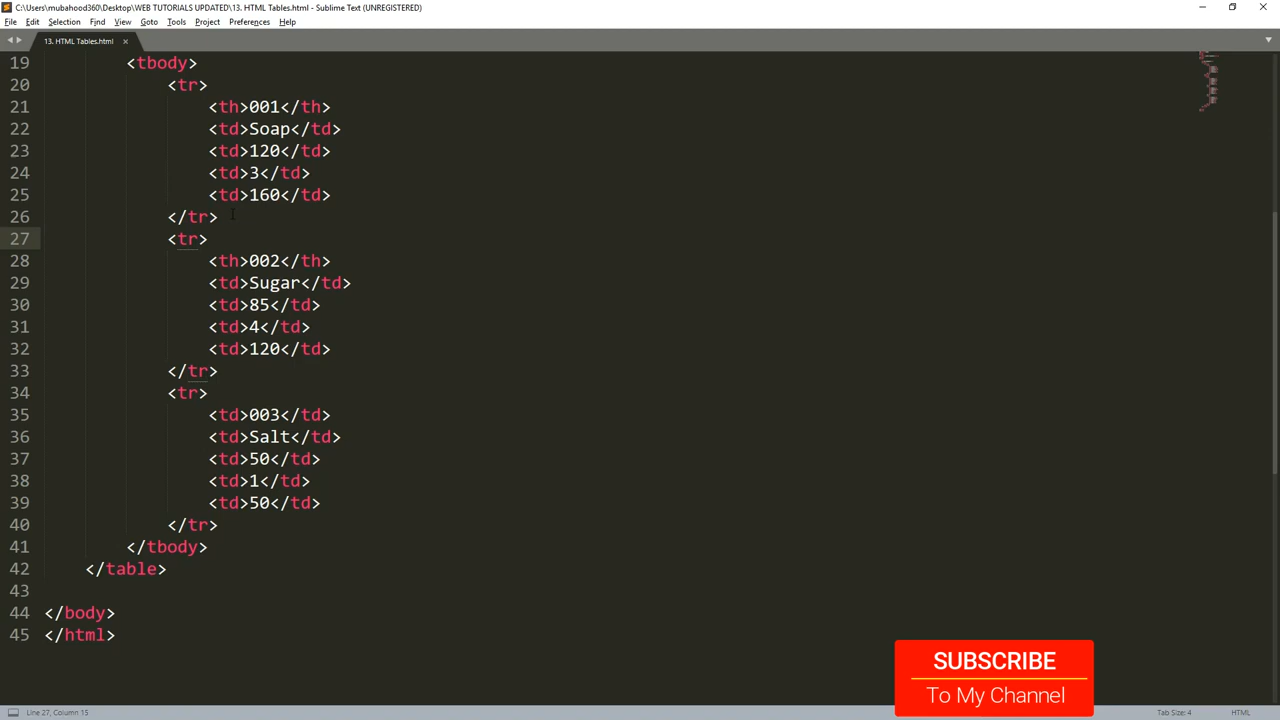 C:\Users\mubahood360\Desktop\WEB TUTORIALS UPDATED\13. HTML Tables.html - Sublime Text (UNREGISTERED)
File Edit Selection Find View Goto Tools Project Preferences Help
13. HTML Tables.html
19 <tbody>
20 <tr>
21 <th>001</th>
22 <td>Soap</td>
23 <td>120</td>
24 <td>3</td>
25 <td>160</td>
26 </tr>
27 <tr>
28 <th>002</th>
29 <td>Sugar</td>
30 <td>85</td>
31 <td>4</td>
32 <td>120</td>
33 </tr>
34 <tr>
35 <td>003</td>
36 <td>Salt</td>
37 <td>50</td>
38 <td>1</td>
39 <td>50</td>
40 </tr>
41 </tbody>
42 </table>
43
44 </body>
45 </html>
SUBSCRIBE
To My Channel
Line 27, Column 15 Tab Size: 4 HTML